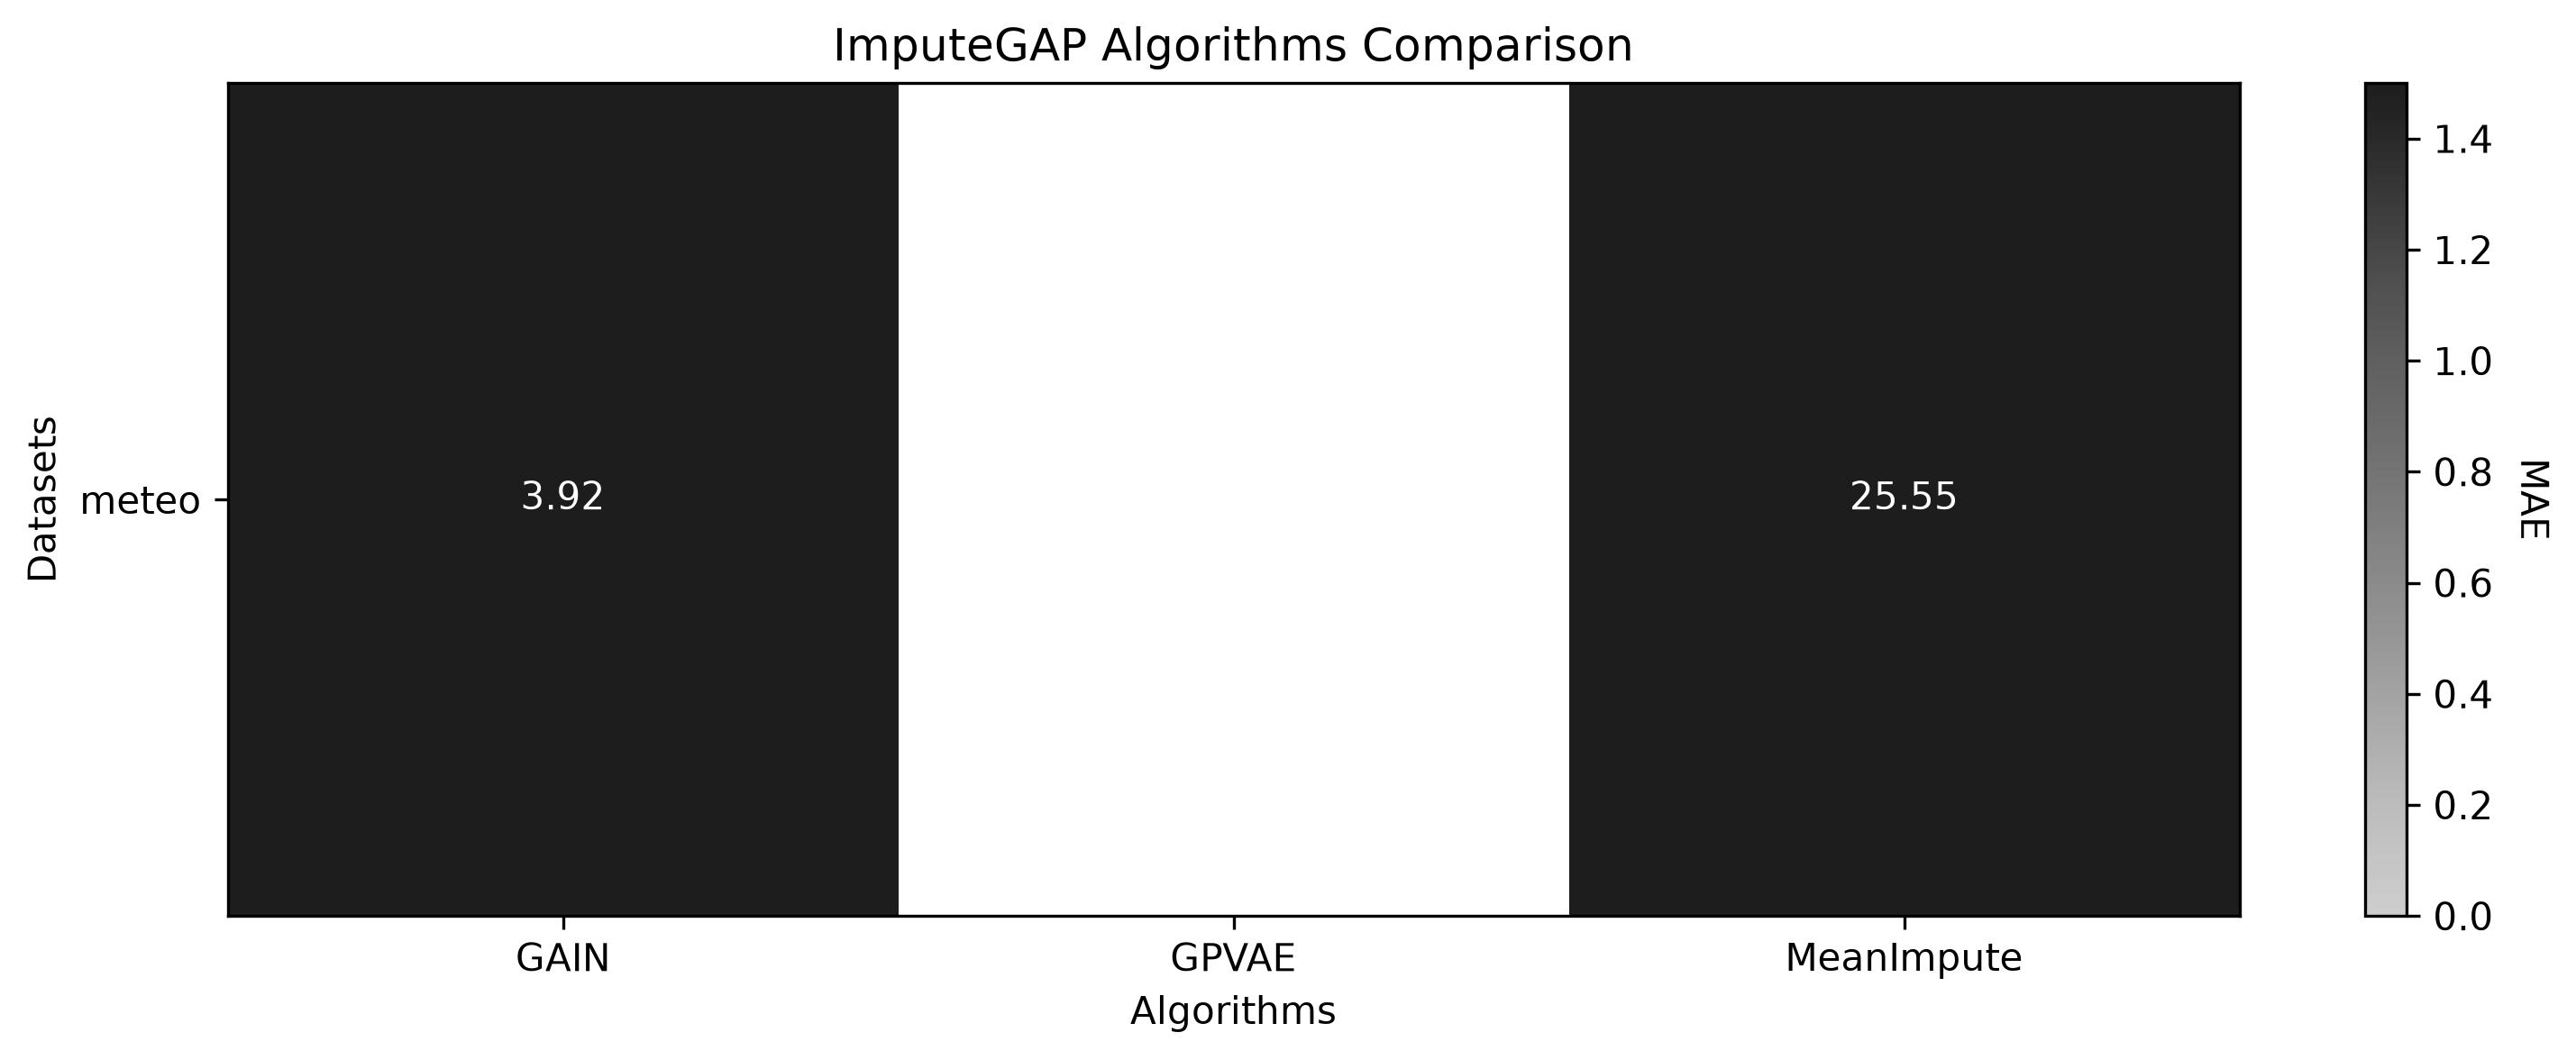 ImputeGAP Algorithms Comparison
Datasets
meteo
3.92
25.55
GAIN
GPVAE
MeanImpute
Algorithms
1.4
1.2
1.0
0.8
0.6
0.4
0.2
0.0
MAE